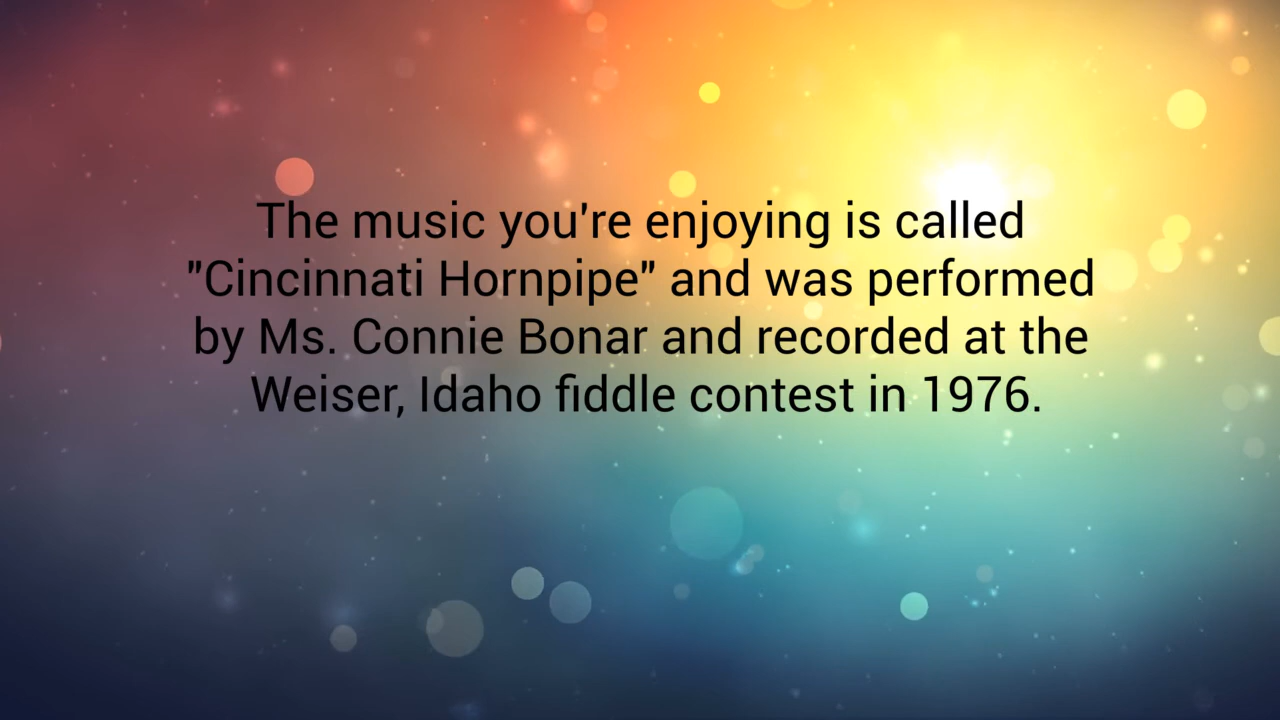 The music you're enjoying is called
"Cincinnati Hornpipe" and was performed
by Ms. Connie Bonar and recorded at the
Weiser, Idaho fiddle contest in 1976.